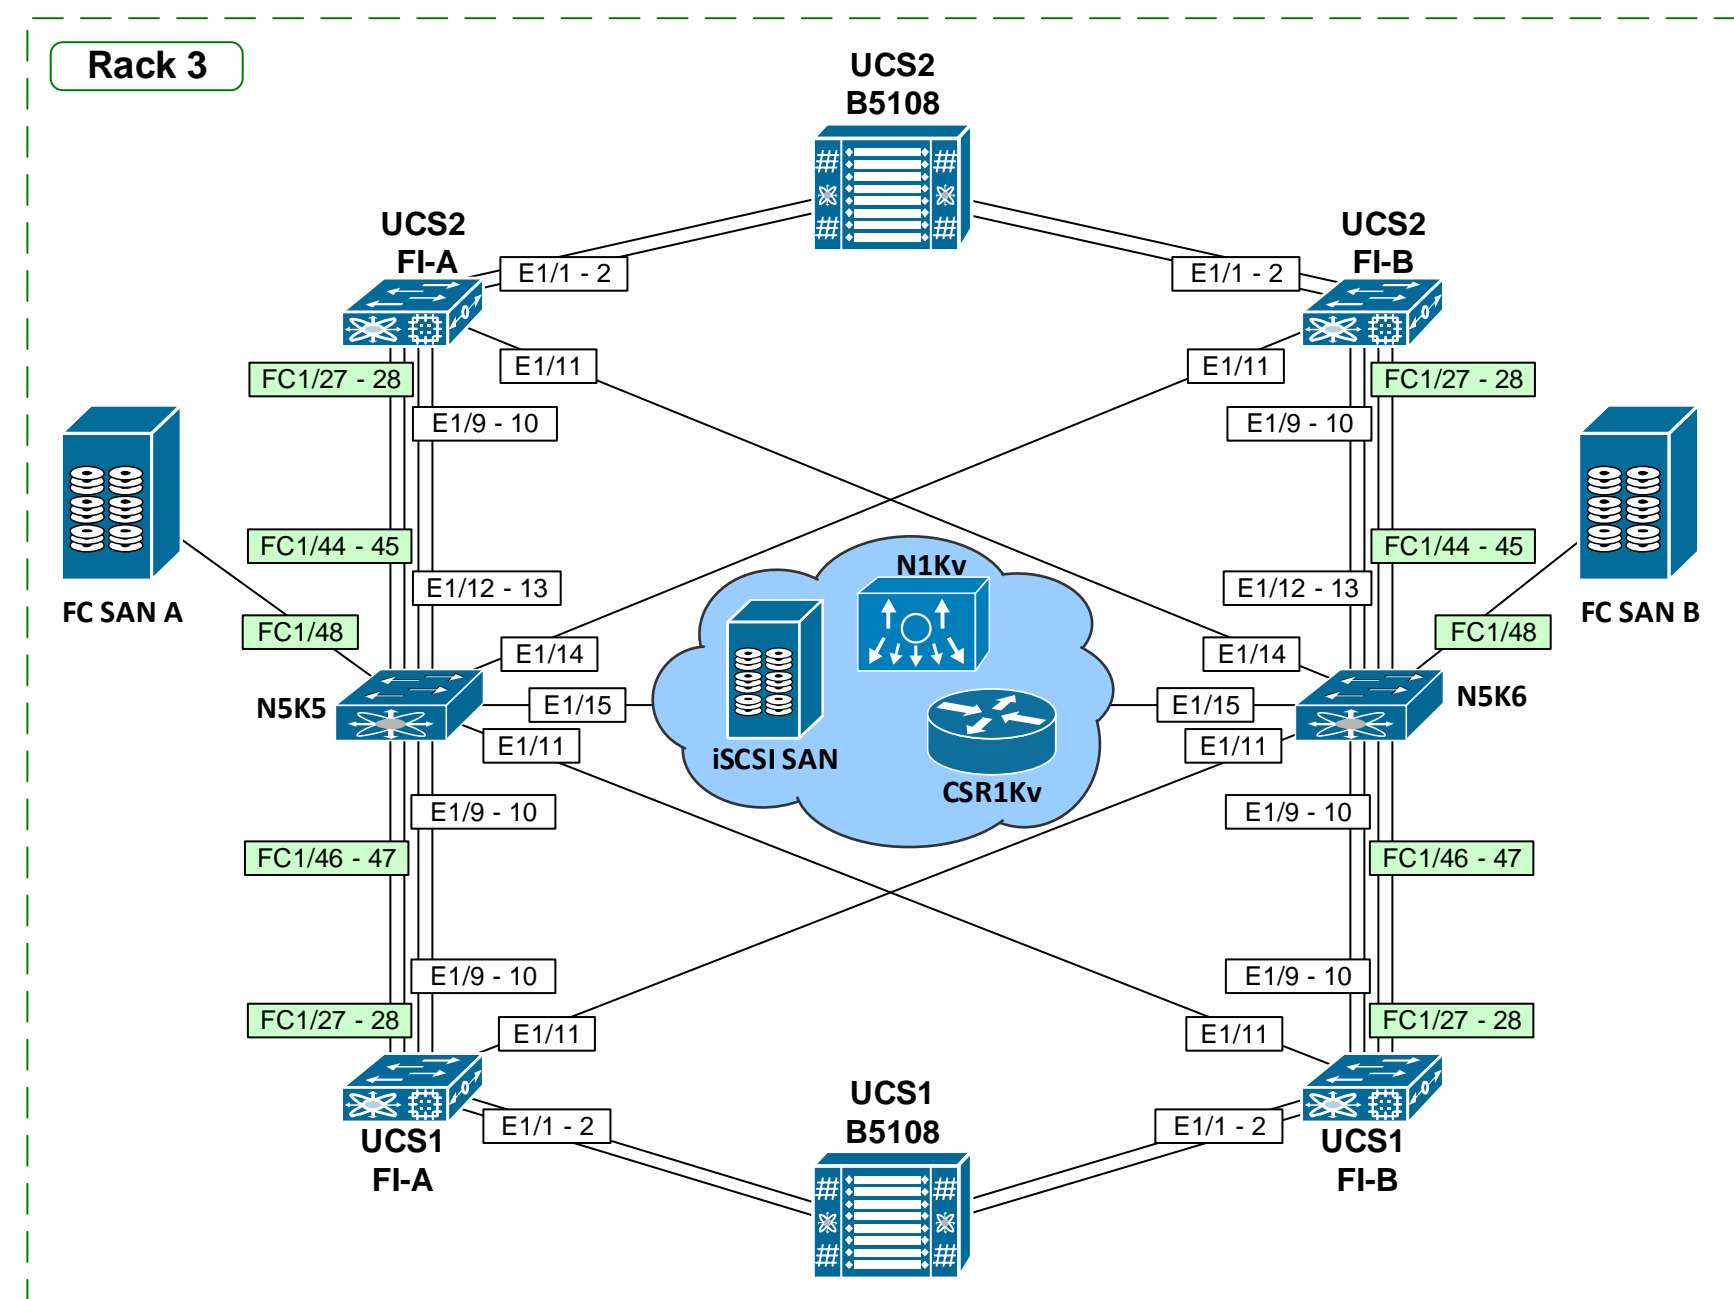 Rack 3
UCS2
B5108
UCS2
FI-A
UCS2
FI-B
E1/1 - 2
E1/1 - 2
E1/11
E1/11
FC1/27 - 28
FC1/27 - 28
E1/9 - 10
E1/9 - 10
FC1/44 - 45
FC1/44 - 45
E1/12 - 13
E1/12 - 13
N1Kv
FC SAN A
FC SAN B
FC1/48
FC1/48
E1/14
E1/14
N5K5
E1/15
E1/15
N5K6
E1/11
E1/11
iSCSI SAN
CSR1Kv
E1/9 - 10
E1/9 - 10
FC1/46 - 47
FC1/46 - 47
E1/9 - 10
E1/9 - 10
FC1/27 - 28
FC1/27 - 28
E1/11
E1/11
UCS1
B5108
E1/1 - 2
E1/1 - 2
UCS1
FI-A
UCS1
FI-B